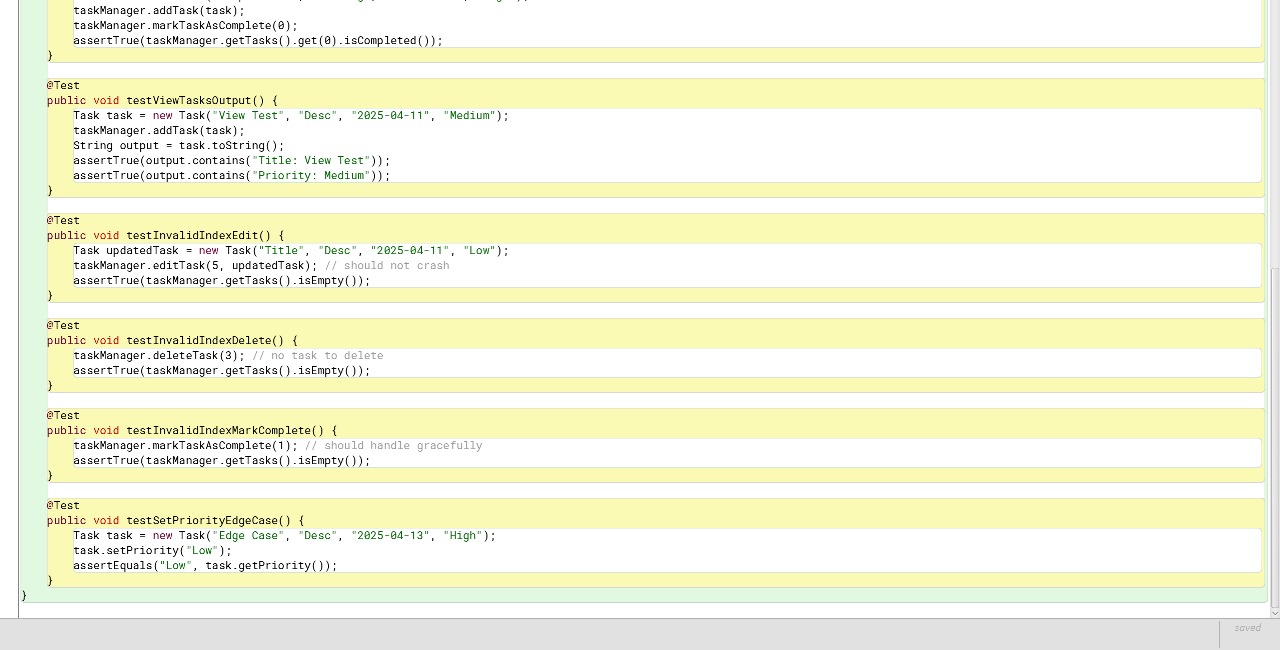 taskManager.addTask(task);
taskManager.markTaskAsComplete(0);
assertTrue(taskManager.getTasks().get(0).isCompleted());
}
@Test
public void testViewTasksOutput() {
Task task = new Task("View Test", "Desc", "2025-04-11", "Medium");
taskManager.addTask(task);
String output = task.toString();
assertTrue(output.contains("Title: View Test"));
assertTrue(output.contains("Priority: Medium"));
}
@Test
public void testInvalidIndexEdit() {
Task updatedTask = new Task("Title", "Desc", "2025-04-11", "Low");
taskManager.editTask(5, updatedTask); // should not crash
assertTrue(taskManager.getTasks().isEmpty());
}
@Test
public void testInvalidIndexDelete() {
taskManager.deleteTask(3); // no task to delete
assertTrue(taskManager.getTasks().isEmpty());
}
@Test
public void testInvalidIndexMarkComplete() {
taskManager.markTaskAsComplete(1); // should handle gracefully
assertTrue(taskManager.getTasks().isEmpty());
}
@Test
public void testSetPriorityEdgeCase() {
Task task = new Task("Edge Case", "Desc", "2025-04-13", "High");
task.setPriority("Low");
assertEquals("Low", task.getPriority());
}
}
saved